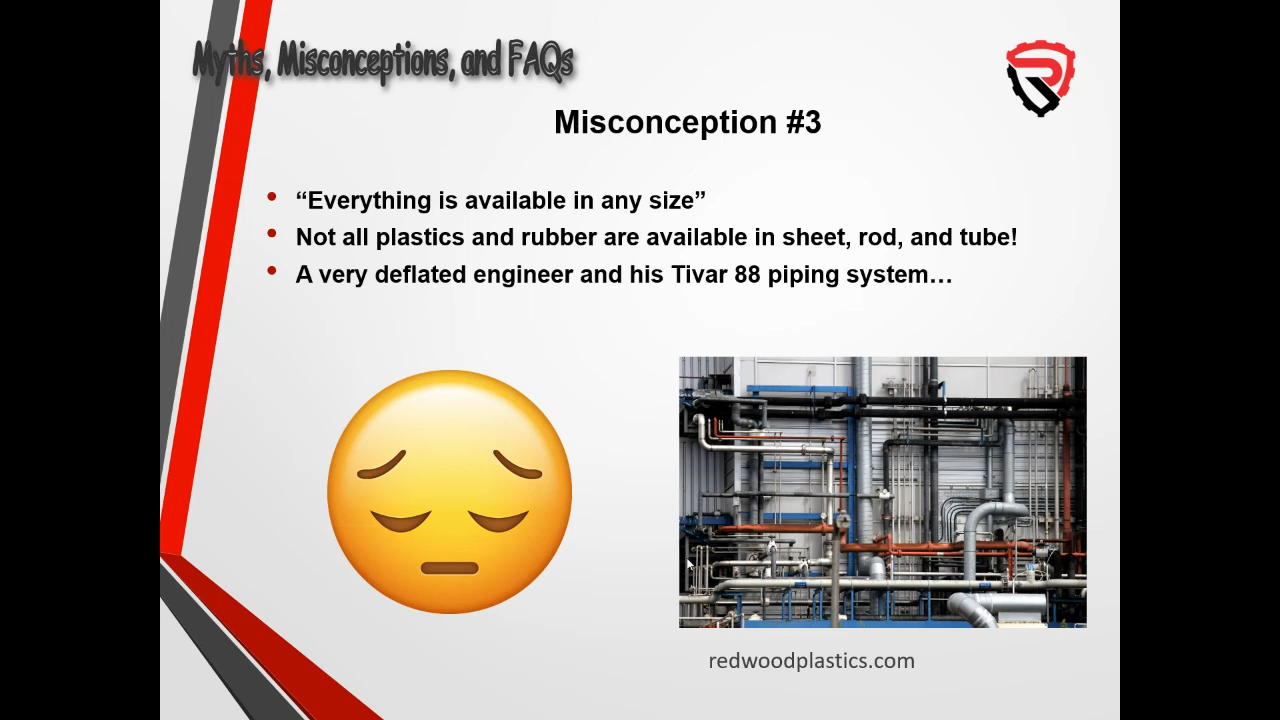 Myths, Misconceptions, and FAQs
Misconception #3
“Everything is available in any size”
Not all plastics and rubber are available in sheet, rod, and tube!
A very deflated engineer and his Tivar 88 piping system…
redwoodplastics.com